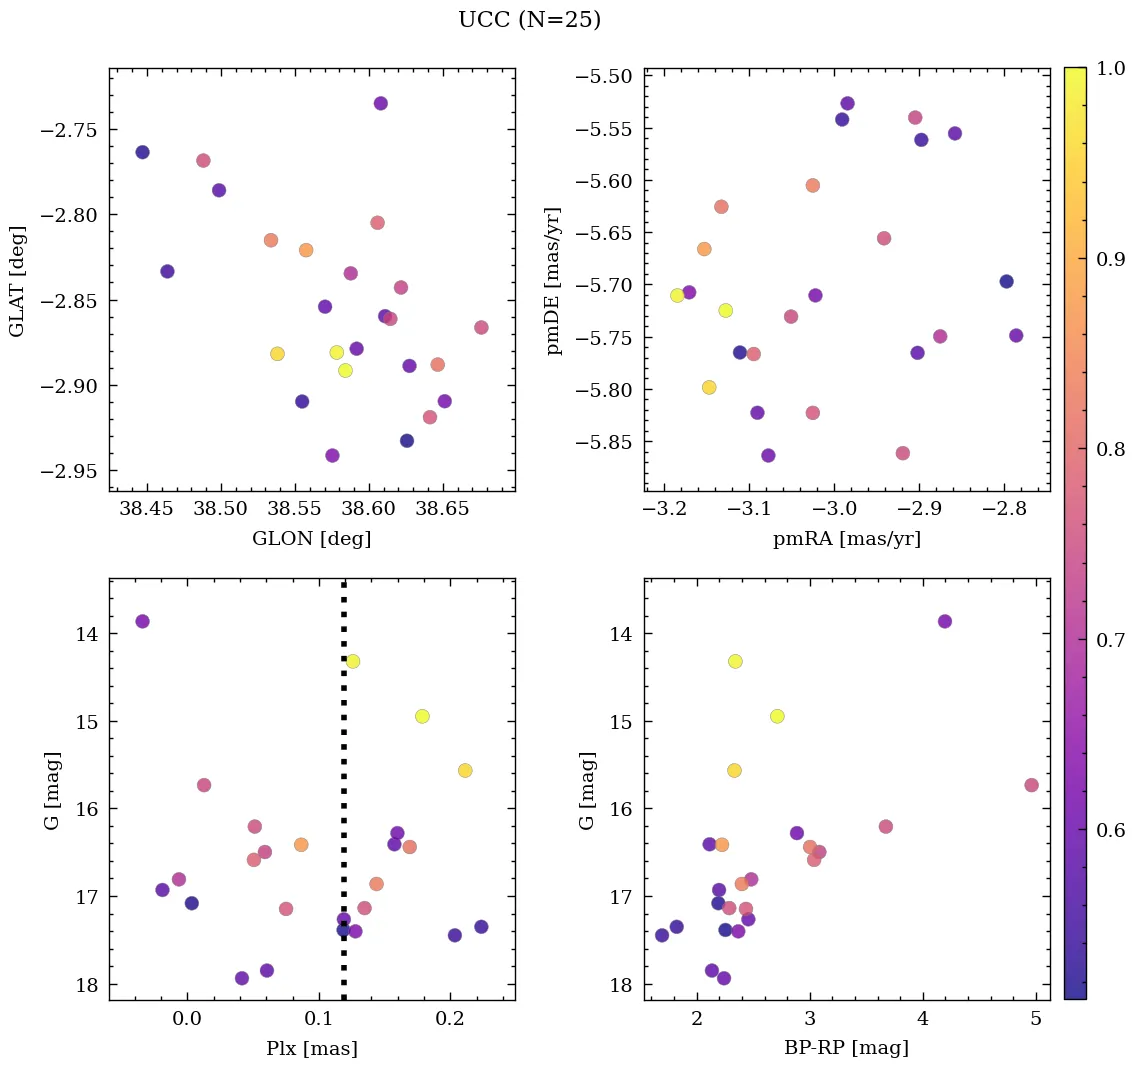 UCC (N=25)
−2.75
−2.80
−2.85
−2.90
−2.95
GLAT [deg]
38.45 38.50 38.55 38.60 38.65
GLON [deg]
−5.50
−5.55
−5.60
−5.65
−5.70
−5.75
−5.80
−5.85
pmDE [mas/yr]
−3.2 −3.1 −3.0 −2.9 −2.8
pmRA [mas/yr]
1.0
0.9
0.8
0.7
0.6
14
15
16
17
18
G [mag]
0.0 0.1 0.2
Plx [mas]
14
15
16
17
18
G [mag]
2 3 4 5
BP-RP [mag]